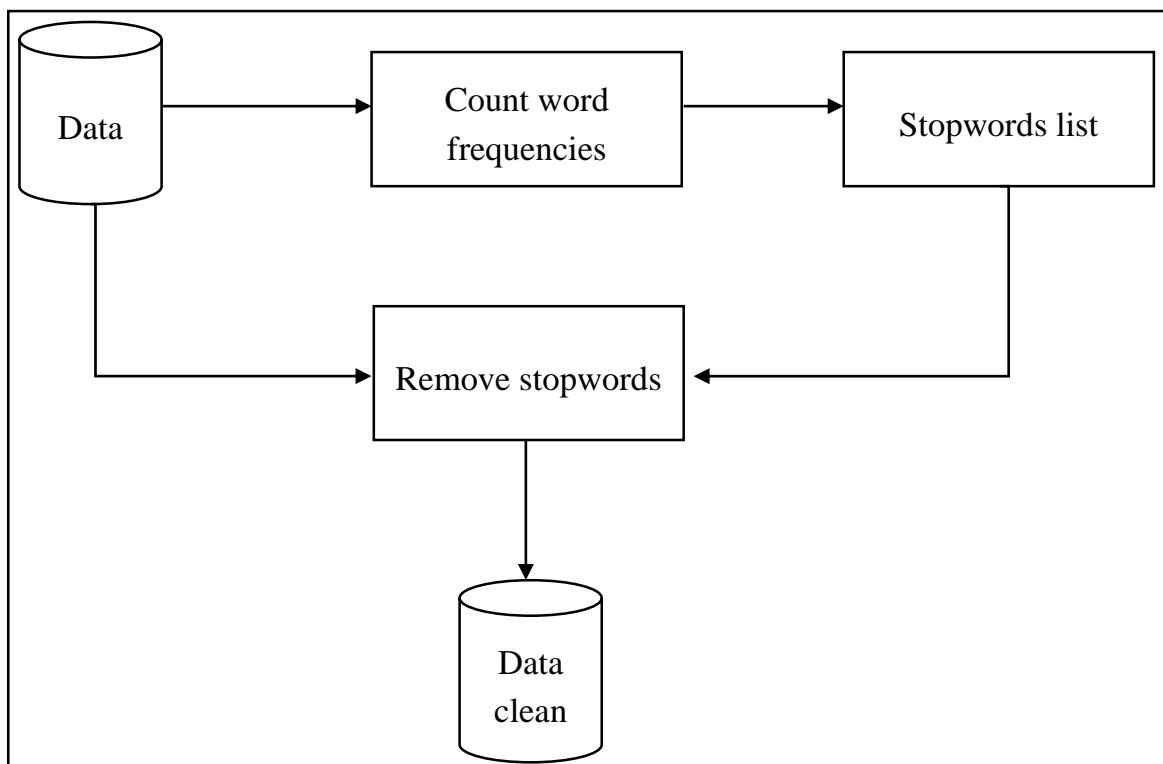 Data
Count word
frequencies
Stopwords list
Remove stopwords
Data
clean